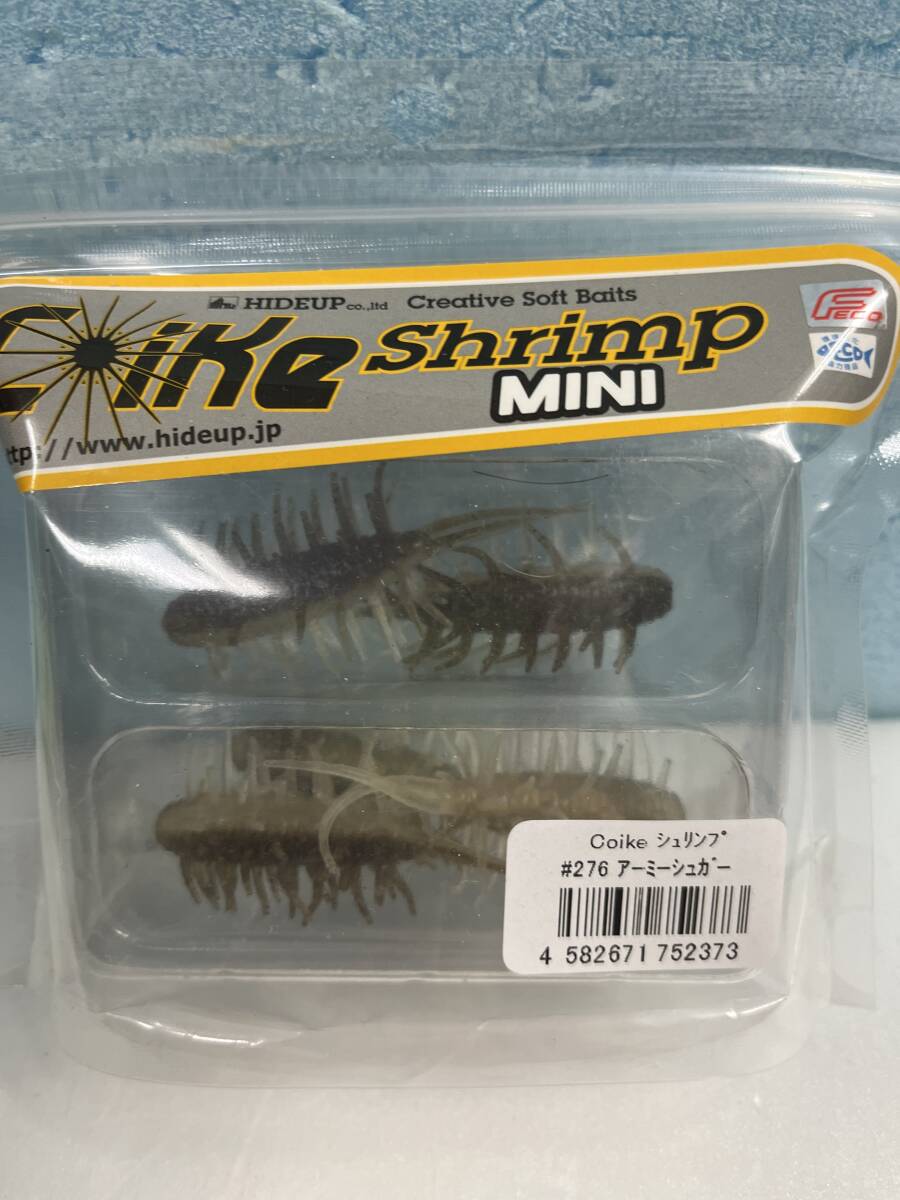 HIDEUP co.,ltd Creative Soft Baits
Coike Shrimp
MINI
ttp://www.hideup.jp
FECO
Coike シュリンプ
#276 アーミーシュガー
4 582671 752373